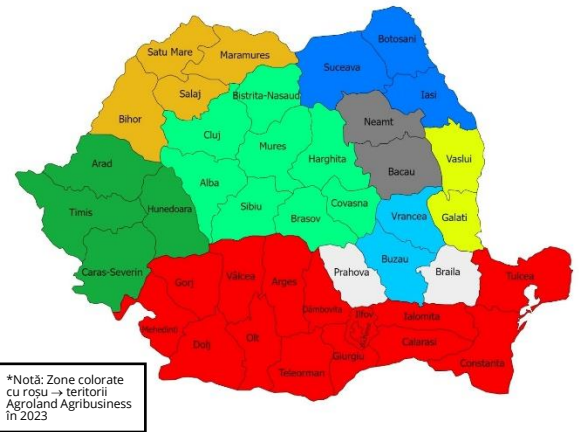 Botosani
Satu Mare
Maramures
Suceava
Salaj
Bistrita-Nasaud
Iasi
Bihor
Neamt
Cluj
Mures
Harghita
Vaslui
Arad
Bacau
Alba
Timis
Hunedoara
Covasna
Sibiu
Brasov
Vrancea
Galati
Buzau
Caras-Severin
Prahova
Braila
Gorj
Vâlcea
Arges
Tulcea
Dâmbovita
Ilfov
Ialomita
Mehedinti
Dolj
Olt
Calarasi
Giurgiu
Teleorman
Constanta
*Notă: Zone colorate
cu roșu → teritorii
Agroland Agribusiness
în 2023